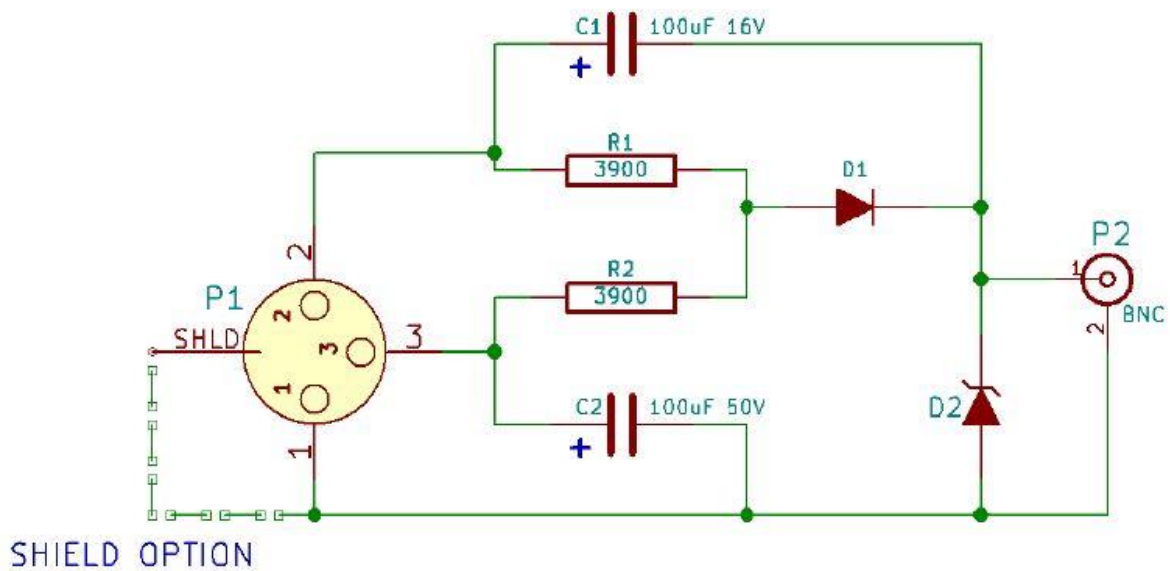 C1 100uF 16V
+
R1
3900
D1
P2
1
BNC
2
R2
3900
P1
2
2
SHLD
3
3
1
1
C2 100uF 50V
+
D2
SHIELD OPTION